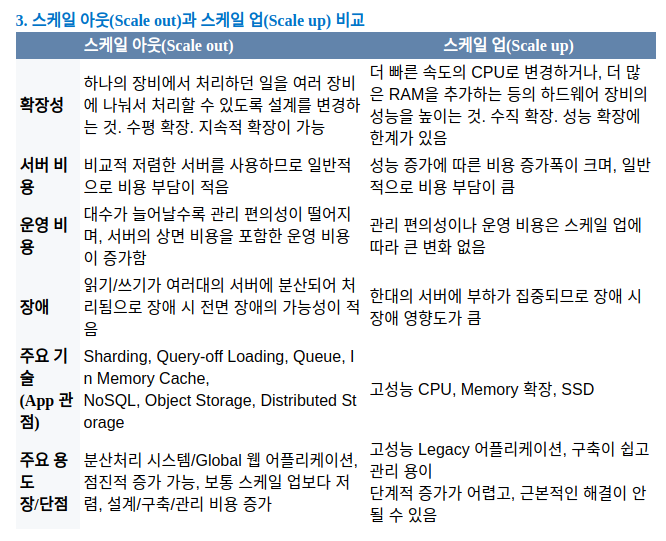 3. 스케일 아웃(Scale out)과 스케일 업(Scale up) 비교
스케일 아웃(Scale out)
스케일 업(Scale up)
확장성
하나의 장비에서 처리하던 일을 여러 장비
에 나눠서 처리할 수 있도록 설계를 변경하
는 것. 수평 확장. 지속적 확장이 가능
더 빠른 속도의 CPU로 변경하거나, 더 많
은 RAM을 추가하는 등의 하드웨어 장비의
성능을 높이는 것. 수직 확장. 성능 확장에
한계가 있음
서버 비
용
비교적 저렴한 서버를 사용하므로 일반적
으로 비용 부담이 적음
성능 증가에 따른 비용 증가폭이 크며, 일반
적으로 비용 부담이 큼
운영 비
용
대수가 늘어날수록 관리 편의성이 떨어지
며, 서버의 상면 비용을 포함한 운영 비용
이 증가함
관리 편의성이나 운영 비용은 스케일 업에
따라 큰 변화 없음
장애
읽기/쓰기가 여러대의 서버에 분산되어 처
리됨으로 장애 시 전면 장애의 가능성이 적
음
한대의 서버에 부하가 집중되므로 장애 시
장애 영향도가 큼
주요 기
술
(App 관
점)
Sharding, Query-off Loading, Queue, I
n Memory Cache,
NoSQL, Object Storage, Distributed St
orage
고성능 CPU, Memory 확장, SSD
주요 용
도
장/단점
분산처리 시스템/Global 웹 어플리케이션,
점진적 증가 가능, 보통 스케일 업보다 저
렴, 설계/구축/관리 비용 증가
고성능 Legacy 어플리케이션, 구축이 쉽고
관리 용이
단계적 증가가 어렵고, 근본적인 해결이 안
될 수 있음